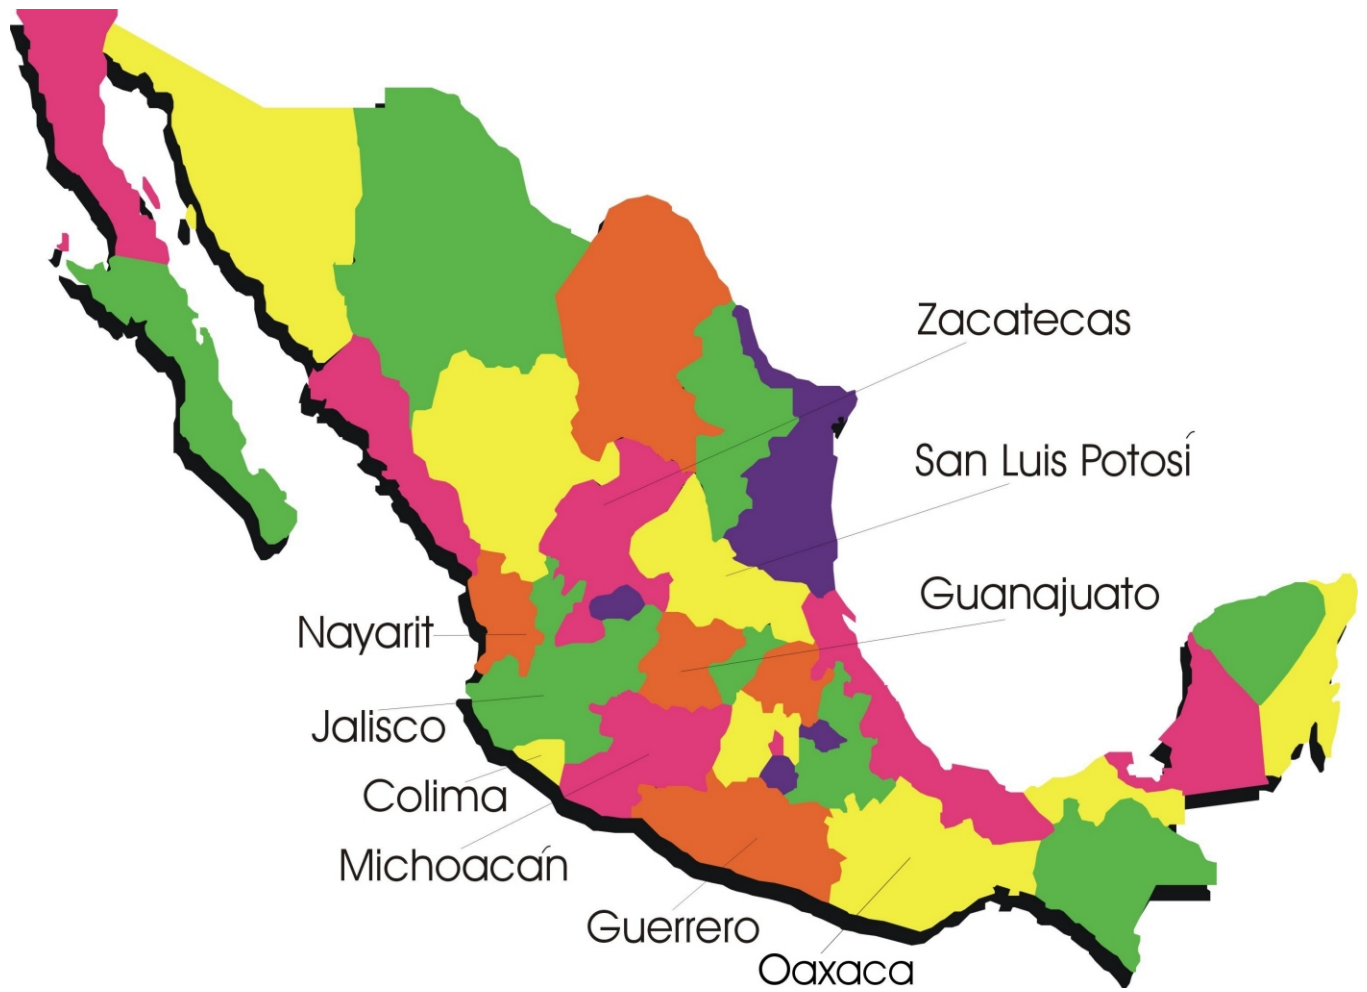 Zacatecas
San Luis Potosí
Guanajuato
Nayarit
Jalisco
Colima
Michoacán
Guerrero
Oaxaca